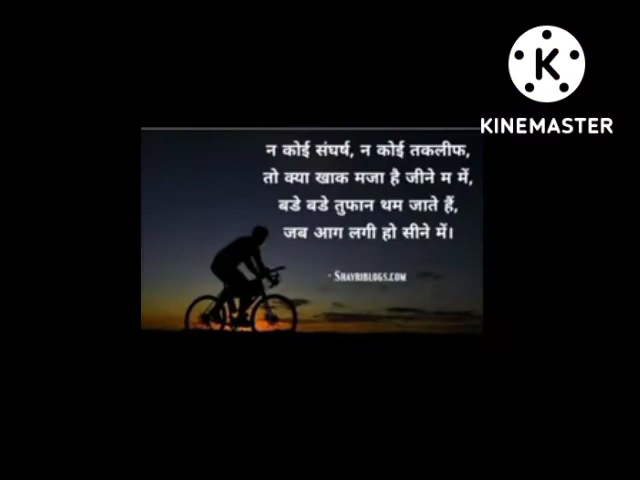 KINEMASTER
न कोई संघर्ष, न कोई तकलीफ,
तो क्या खाक मजा है जीने म में,
बडे बडे तुफान थम जाते हैं,
जब आग लगी हो सीने में।
- SHAYRIBLOGS.COM